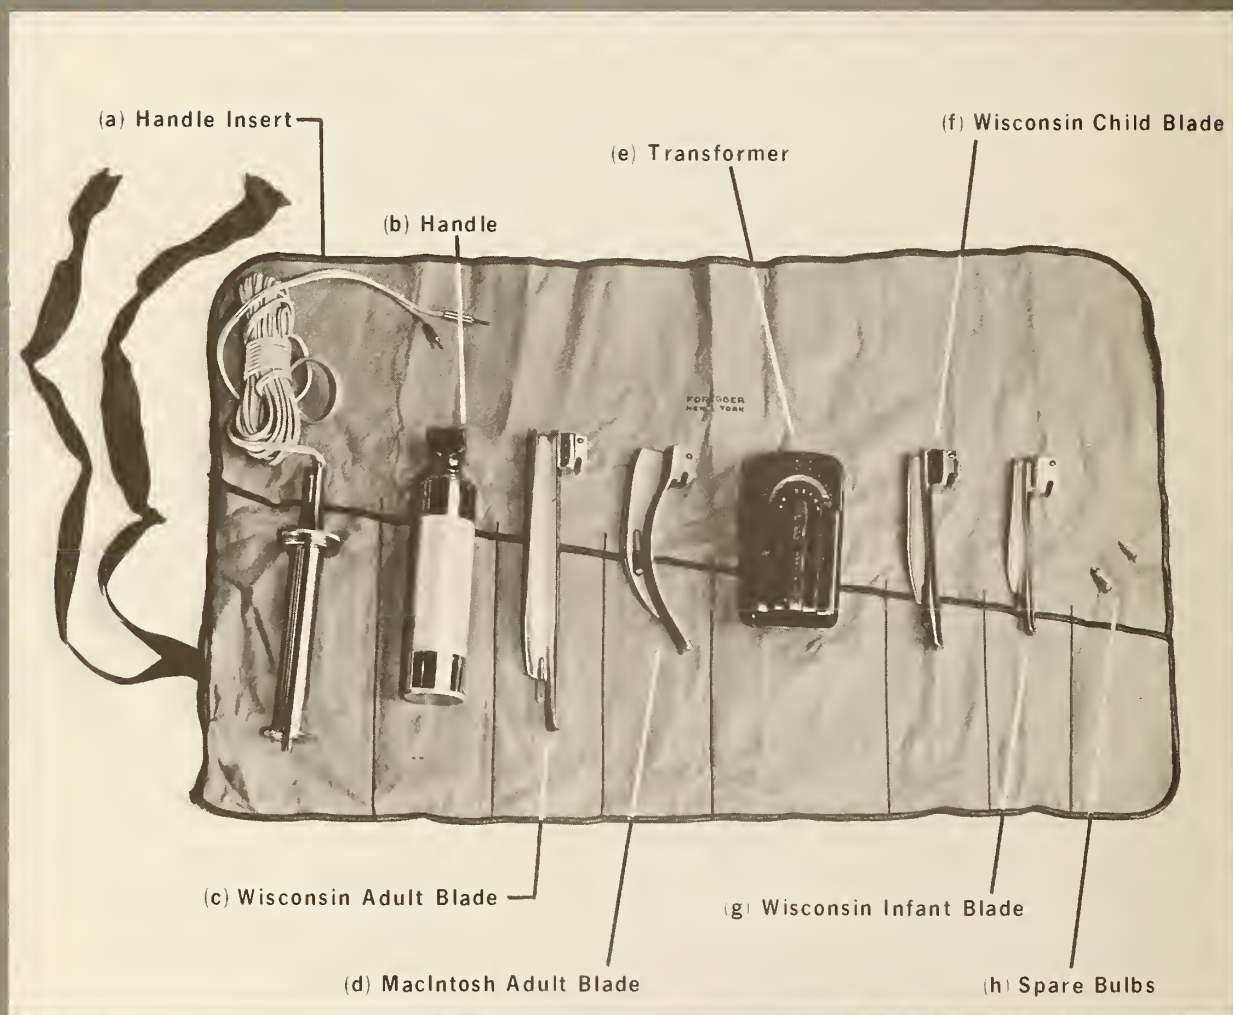 (a) Handle Insert
(f) Wisconsin Child Blade
(e) Transformer
(b) Handle
FOREGGER
NEW YORK
(c) Wisconsin Adult Blade
(g) Wisconsin Infant Blade
(d) MacIntosh Adult Blade
(h) Spare Bulbs